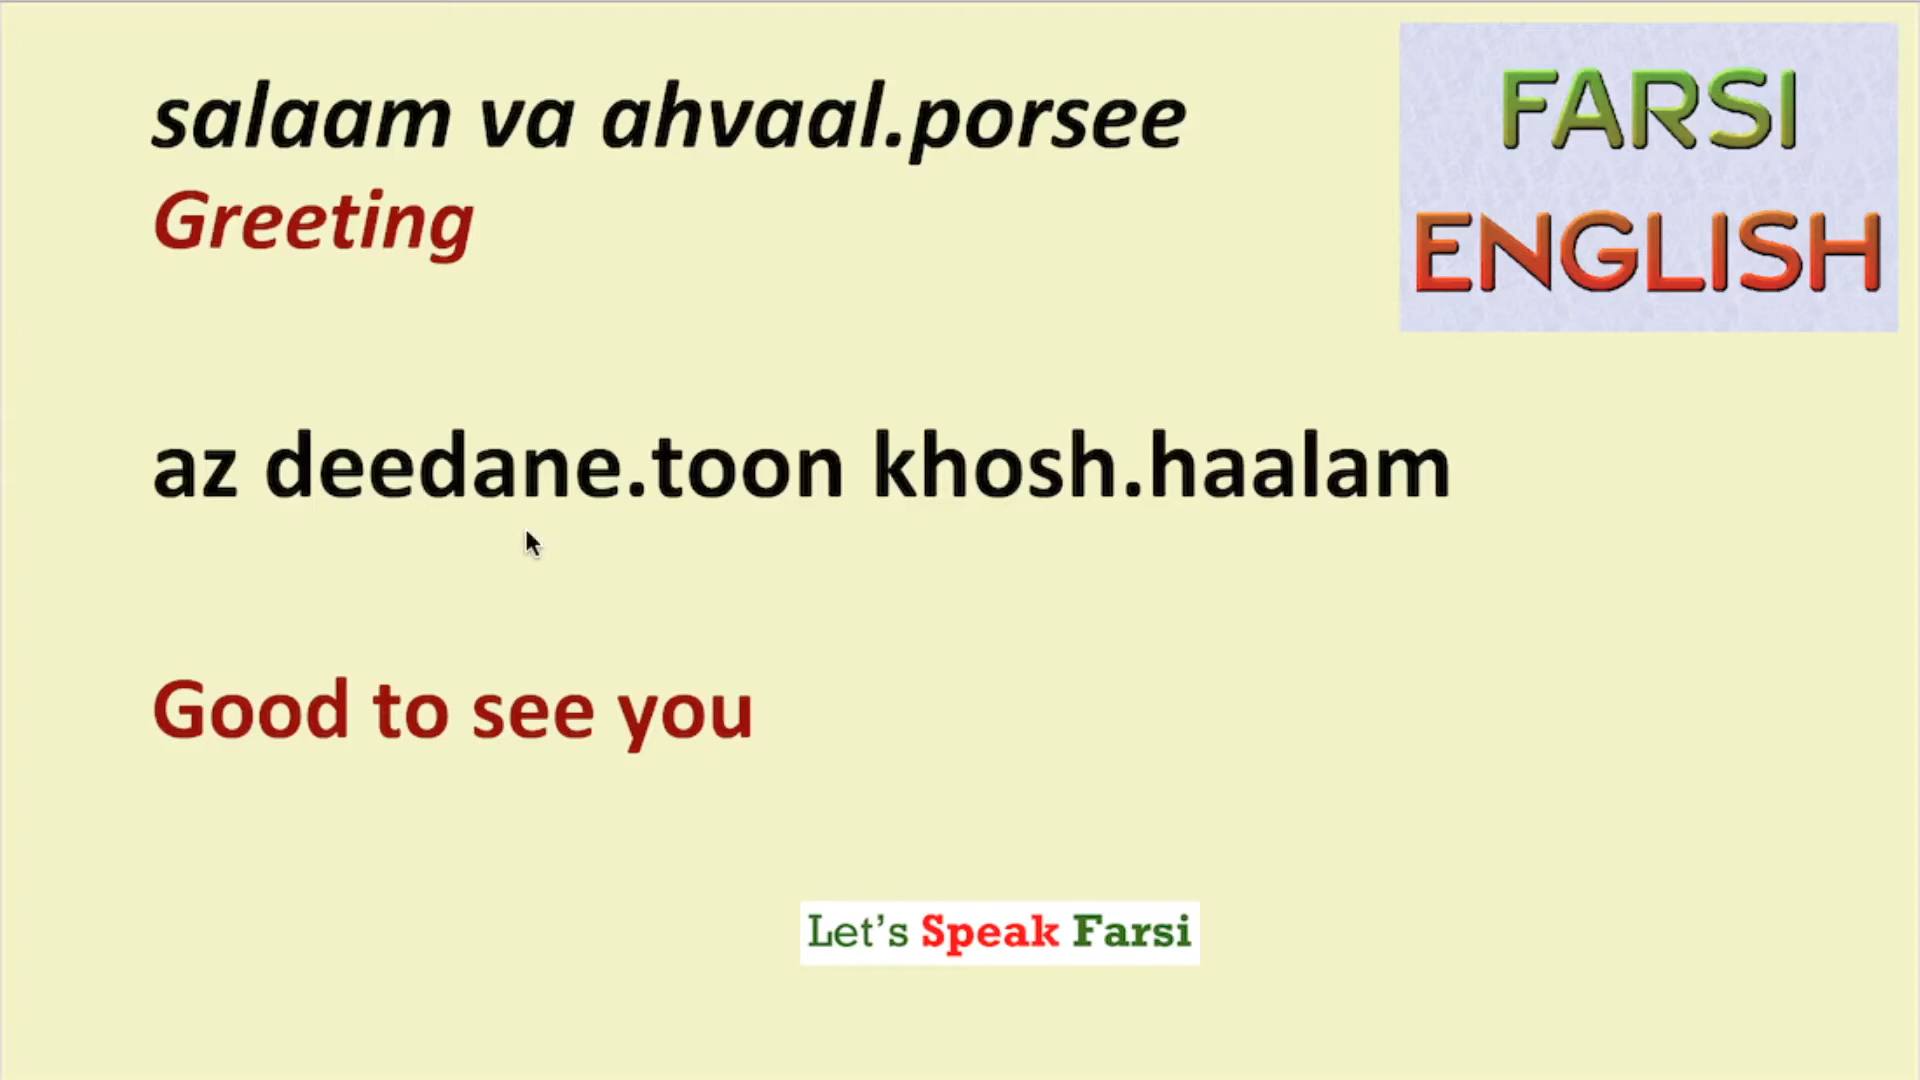 salaam va ahvaal.porsee
Greeting
FARSI
ENGLISH
az deedane.toon khosh.haalam
Good to see you
Let's Speak Farsi